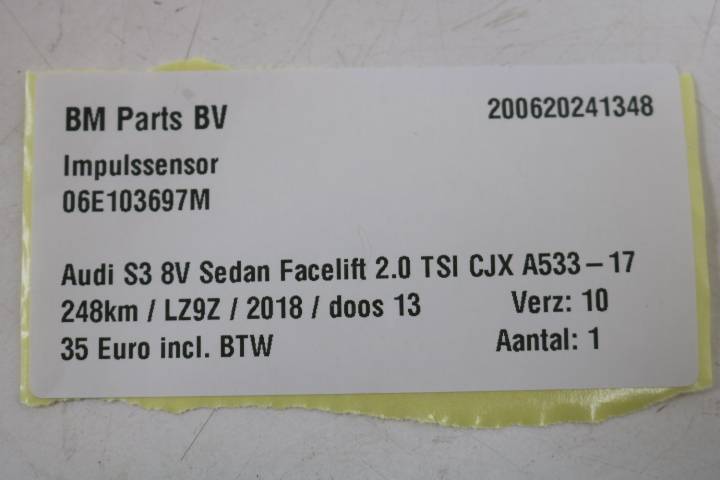 BM Parts BV 200620241348
Impulssensor
06E103697M
Audi S3 8V Sedan Facelift 2.0 TSI CJX A533-17
248km / LZ9Z / 2018 / doos 13 Verz: 10
35 Euro incl. BTW Aantal: 1